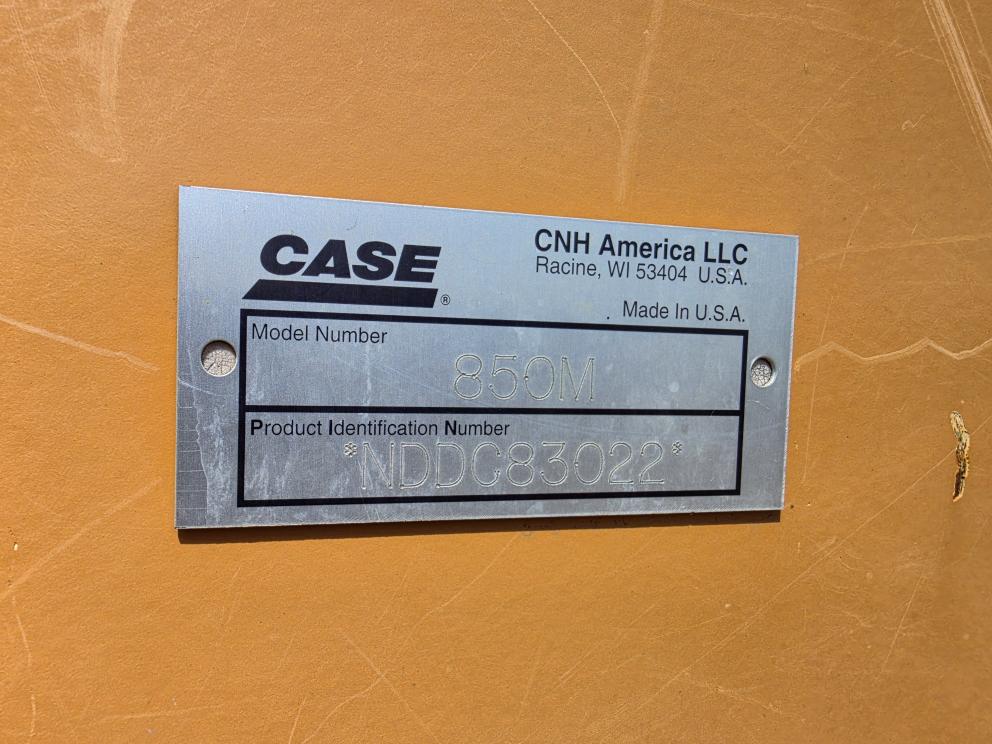 CASE®
CNH America LLC
Racine, WI 53404 U.S.A.
Made In U.S.A.
Model Number
850M
Product Identification Number
*NDDC83022*